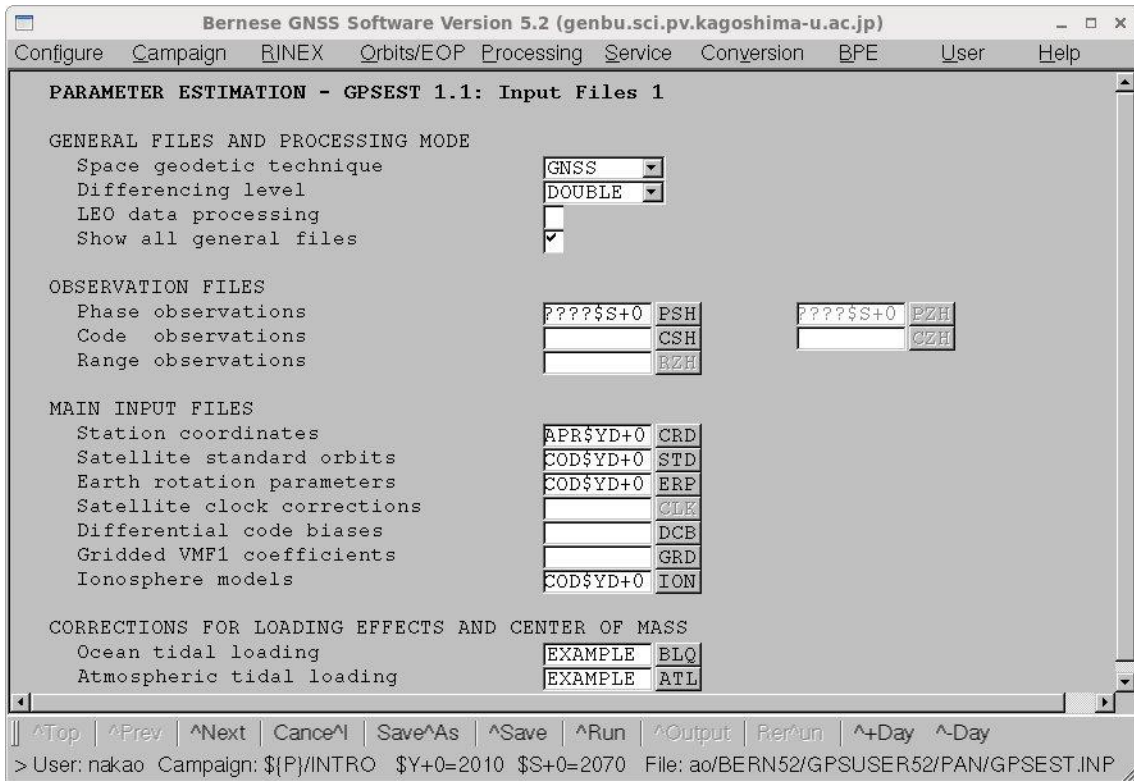 Bernese GNSS Software Version 5.2 (genbu.sci.pv.kagoshima-u.ac.jp)
Configure Campaign RINEX Orbits/EOP Processing Service Conversion BPE User Help
PARAMETER ESTIMATION - GPSEST 1.1: Input Files 1
GENERAL FILES AND PROCESSING MODE
Space geodetic technique GNSS
Differencing level DOUBLE
LEO data processing
Show all general files
OBSERVATION FILES
Phase observations ????$S+0 PSH ????$S+0 PZH
Code observations CSH CZH
Range observations RZH
MAIN INPUT FILES
Station coordinates APR$YD+0 CRD
Satellite standard orbits COD$YD+0 STD
Earth rotation parameters COD$YD+0 ERP
Satellite clock corrections CLK
Differential code biases DCB
Gridded VMF1 coefficients GRD
Ionosphere models COD$YD+0 ION
CORRECTIONS FOR LOADING EFFECTS AND CENTER OF MASS
Ocean tidal loading EXAMPLE BLQ
Atmospheric tidal loading EXAMPLE ATL
^Top ^Prev ^Next Cance^l Save^As ^Save ^Run ^Output Rer^un ^+Day ^-Day
> User: nakao Campaign: ${P}/INTRO $Y+0=2010 $S+0=2070 File: ao/BERN52/GPSUSER52/PAN/GPSEST.INP